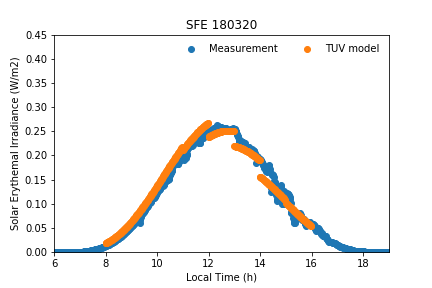 SFE 180320
Measurement
TUV model
Solar Erythemal Irradiance (W/m2)
0.45
0.40
0.35
0.30
0.25
0.20
0.15
0.10
0.05
0.00
6 8 10 12 14 16 18
Local Time (h)